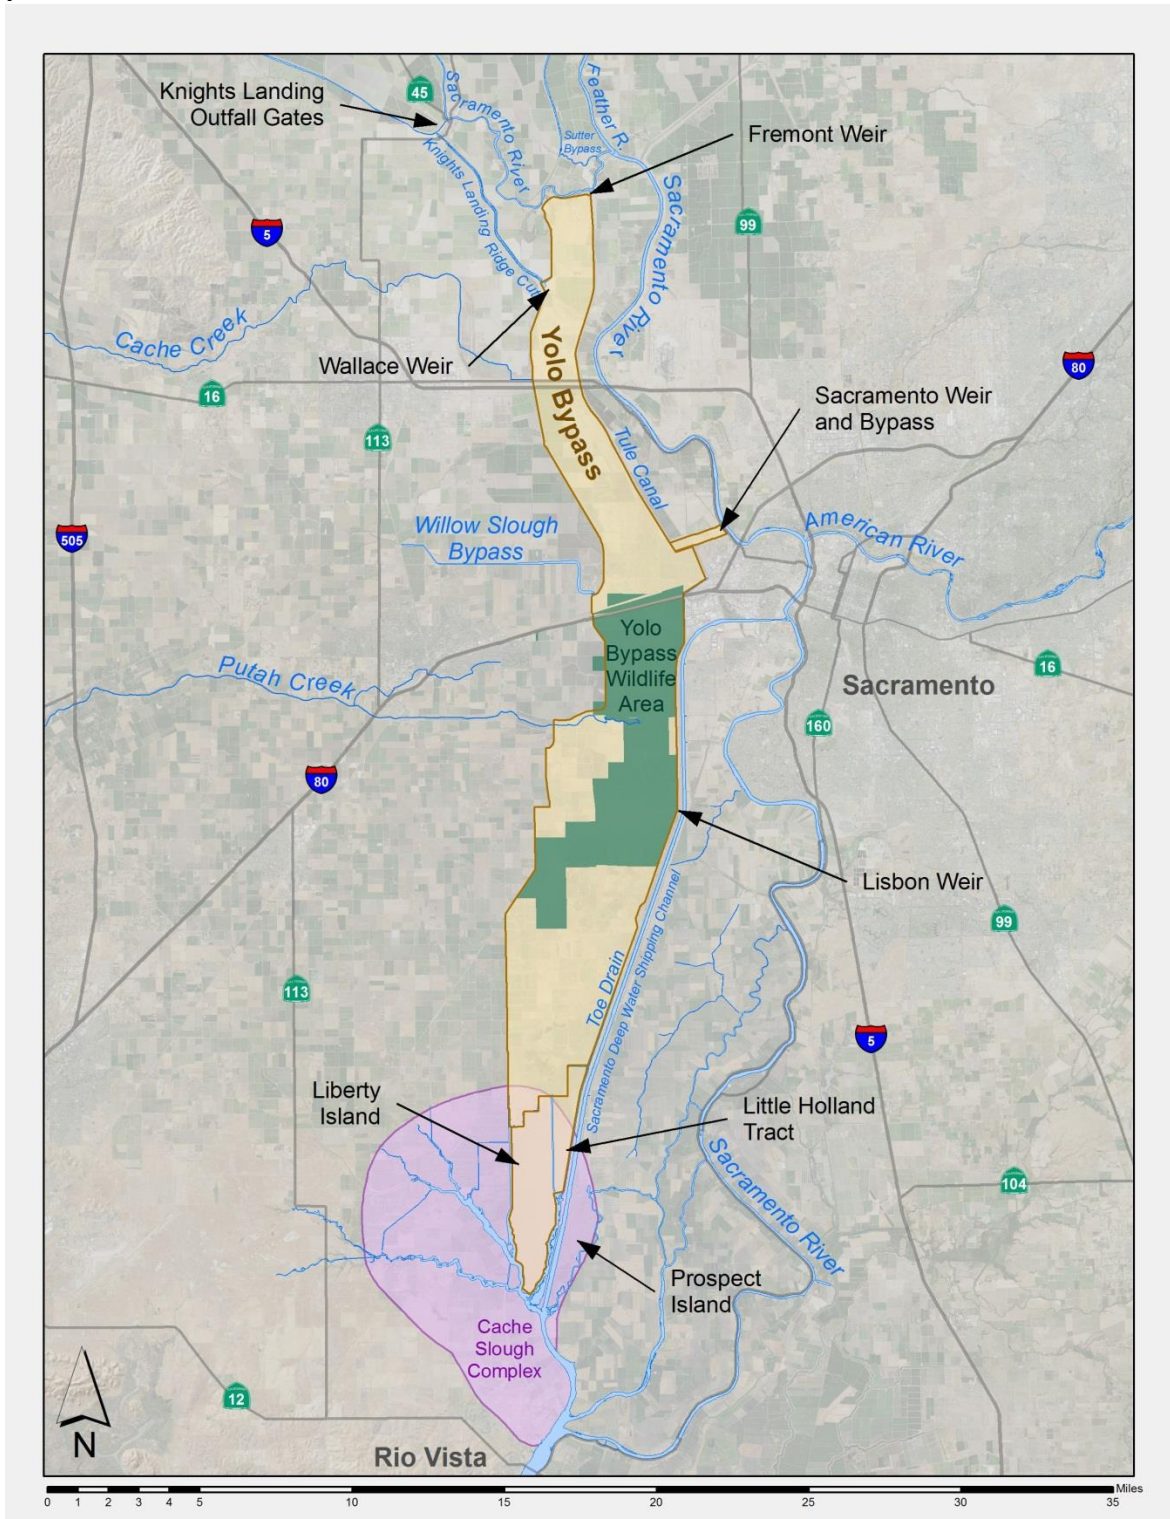 Knights Landing
Outfall Gates
45
Sacramento River
Feather R.
Sutter
Bypass
Fremont Weir
Knights Landing Ridge Cut
Sacramento River
99
5
Cache Creek
Wallace Weir
Yolo Bypass
80
16
Sacramento Weir
and Bypass
113
Tule Canal
Willow Slough
Bypass
American River
505
Yolo
Bypass
Wildlife
Area
Putah Creek
16
Sacramento
160
80
Lisbon Weir
99
Toe Drain
Sacramento Deep Water Shipping Channel
113
5
Liberty
Island
Little Holland
Tract
Sacramento River
104
Prospect
Island
Cache
Slough
Complex
12
N
Rio Vista
Miles
0 1 2 3 4 5 10 15 20 25 30 35